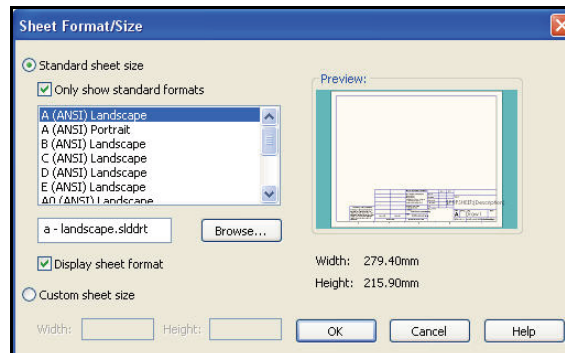 Sheet Format/Size
Standard sheet size
Only show standard formats
A (ANSI) Landscape
A (ANSI) Portrait
B (ANSI) Landscape
C (ANSI) Landscape
D (ANSI) Landscape
E (ANSI) Landscape
A0 (ANSI) Landscape
a - landscape.slddrt
Browse...
Display sheet format
Custom sheet size
Width:
Height:
Preview:
Width: 279.40mm
Height: 215.90mm
OK
Cancel
Help